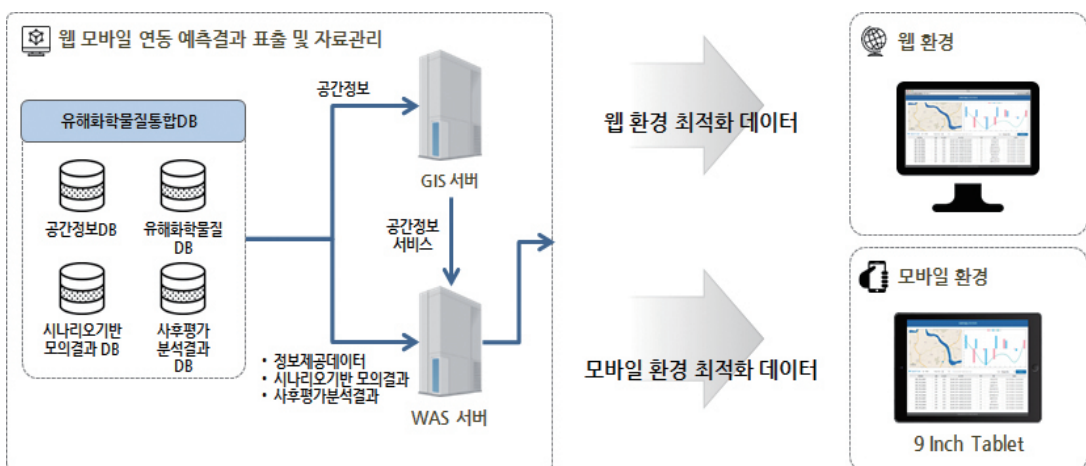 웹 모바일 연동 예측결과 표출 및 자료관리
유해화학물질통합DB
공간정보DB
유해화학물질
DB
시나리오기반
모의결과 DB
사후평가
분석결과
DB
공간정보
GIS 서버
공간정보
서비스
• 정보제공데이터
• 시나리오기반 모의결과
• 사후평가분석결과
WAS 서버
웹 환경 최적화 데이터
모바일 환경 최적화 데이터
웹 환경
모바일 환경
9 Inch Tablet